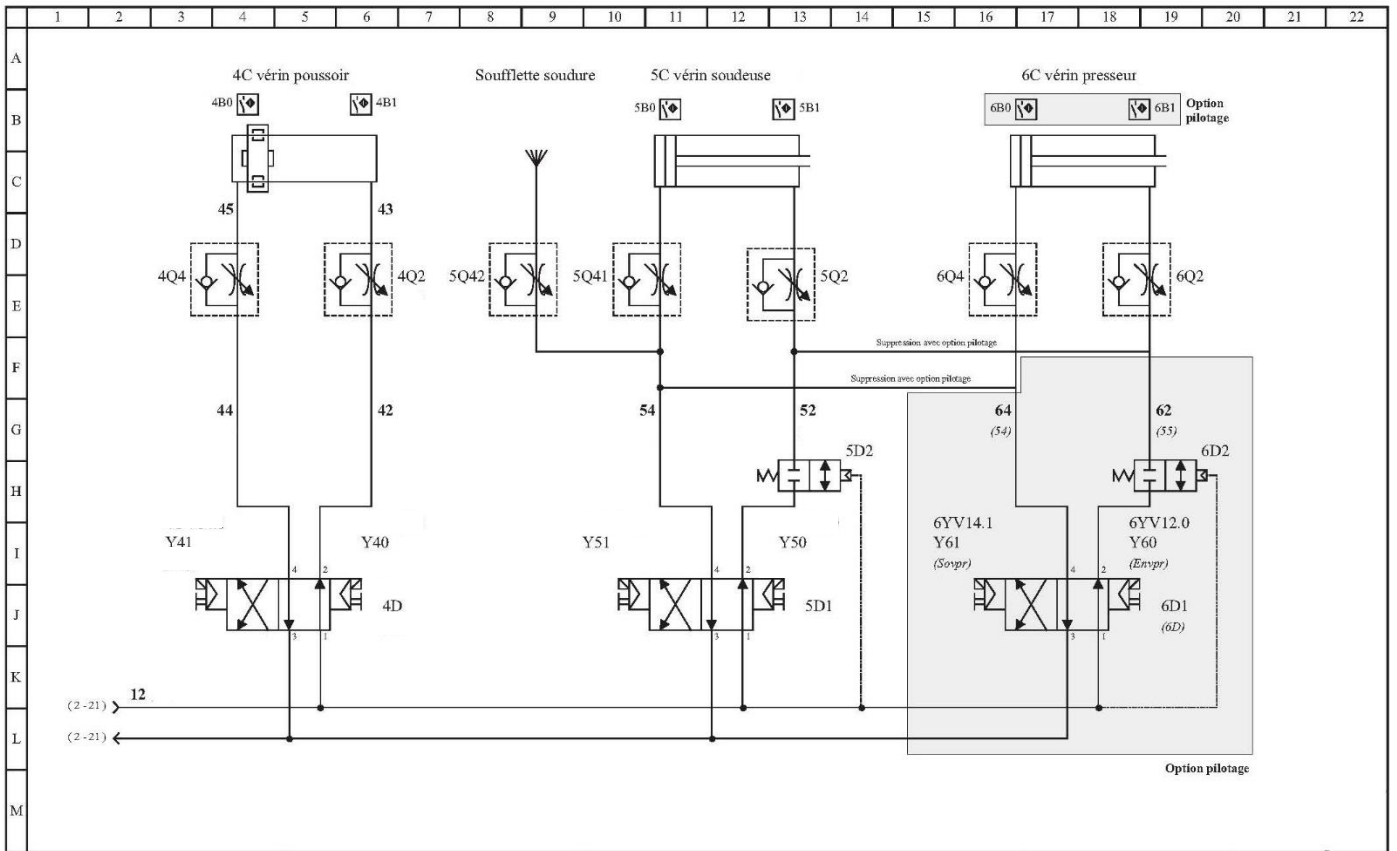 1 2 3 4 5 6 7 8 9 10 11 12 13 14 15 16 17 18 19 20 21 22
A
4C vérin poussoir Soufflette soudure 5C vérin soudeuse 6C vérin presseur
B
4B0 4B1 5B0 5B1 6B0 6B1 Option
pilotage
C
45 43
D
4Q4 4Q2 5Q42 5Q41 5Q2 6Q4 6Q2
E
Suppression avec option pilotage
F
Suppression avec option pilotage
44 42 54 52 64 62
G
(54) (55)
5D2 6D2
H
6YV14.1 6YV12.0
I
Y41 Y40 Y51 Y50 Y61 Y60
(Sovpr) (Envpr)
4 2 4 2 4 2
J
4D 5D1 6D1
(6D)
3 1 3 1 3 1
K
12
(2-21)
L
(2-21)
Option pilotage
M